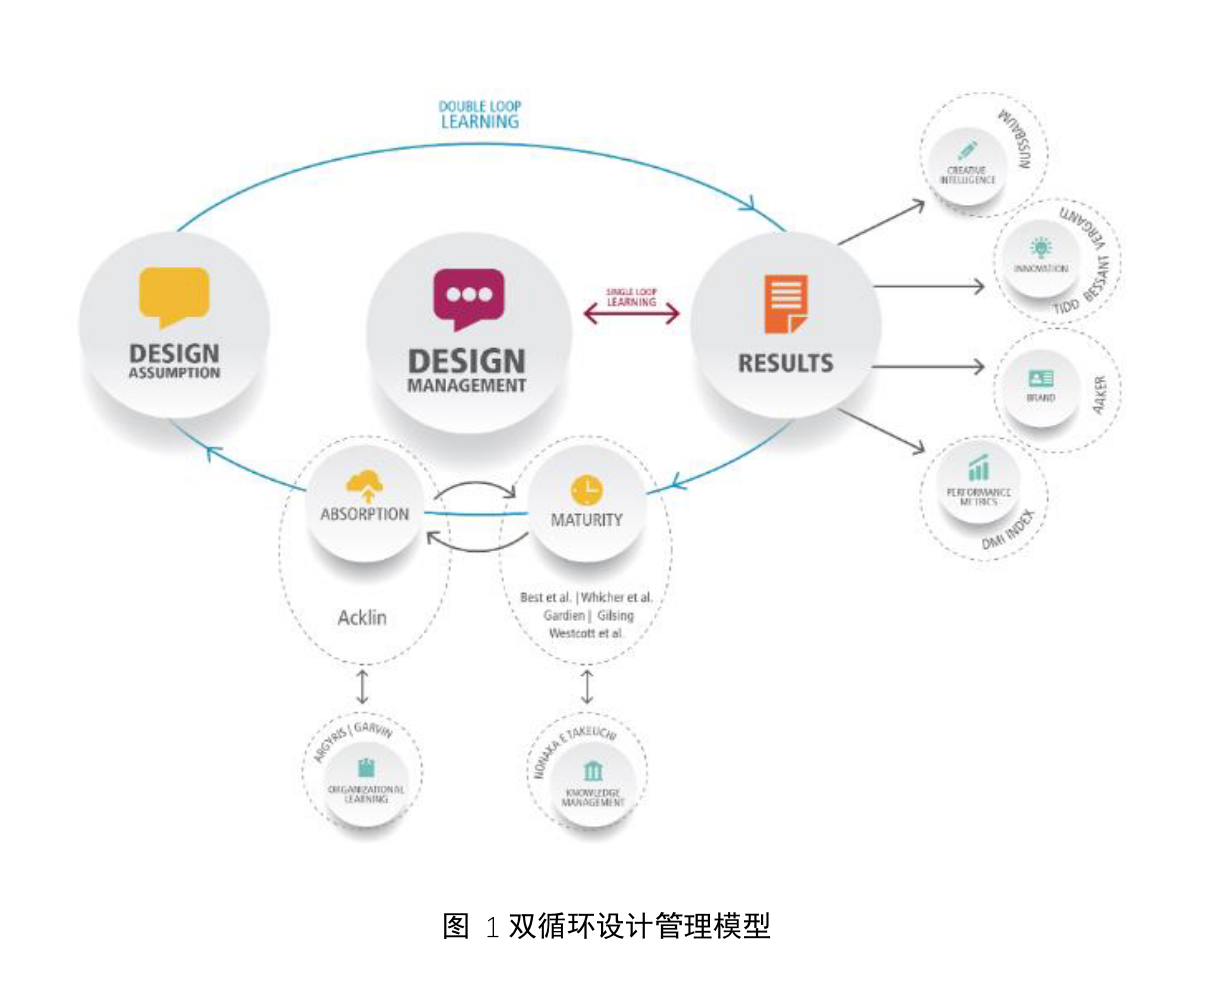 DOUBLE LOOP
LEARNING
NUSSBAUM
CREATIVE
INTELLIGENCE
TIDD BESSANT VERGANTI
INNOVATION
DESIGN
ASSUMPTION
DESIGN
MANAGEMENT
SINGLE LOOP
LEARNING
RESULTS
BRAND
AAKER
PERFORMANCE
METRICS
DMI INDEX
ABSORPTION
MATURITY
Acklin
Best et al. | Whicher et al.
Gardien | Gilsing
Westcott et al.
ARGYRIS | GARVIN
ORGANIZATIONAL
LEARNING
NONAKA E TAKEUCHI
KNOWLEDGE
MANAGEMENT
图 1 双循环设计管理模型